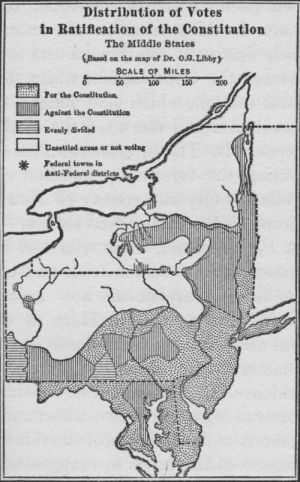 Distribution of Votes
in Ratification of the Constitution
The Middle States
(Based on the map of Dr. O.G. Libby)
SCALE OF MILES
0 50 100 150 200
For the Constitution
Against the Constitution
Evenly divided
Unsettled areas or not voting
Federal towns in
Anti-Federal districts